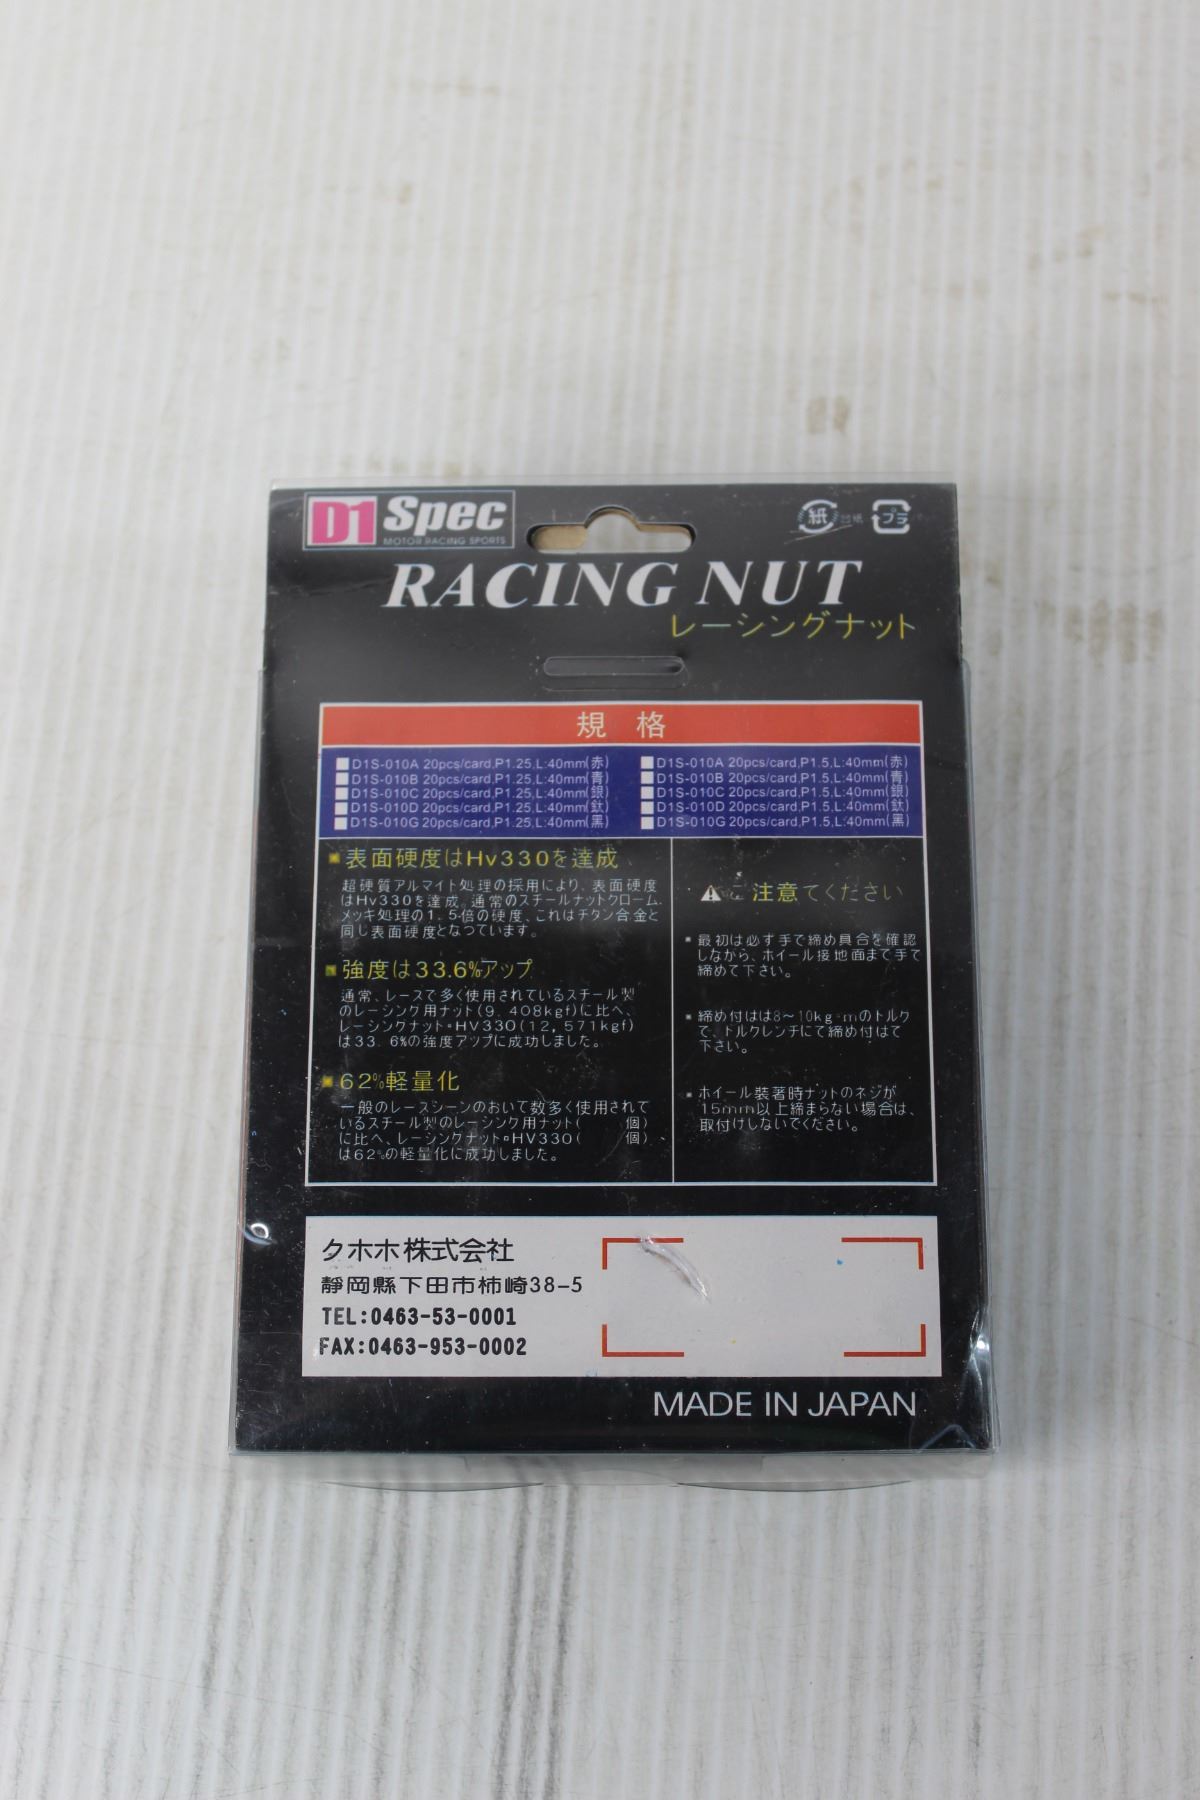 D1 Spec
MOTOR RACING SPORTS
紙
プラ
RACING NUT
レーシングナット
規 格
D1S-010A 20pcs/card,P1.25,L:40mm(赤)
D1S-010B 20pcs/card,P1.25,L:40mm(青)
D1S-010C 20pcs/card,P1.25,L:40mm(銀)
D1S-010D 20pcs/card,P1.25,L:40mm(鈦)
D1S-010G 20pcs/card,P1.25,L:40mm(黑)
D1S-010A 20pcs/card,P1.5,L:40mm(赤)
D1S-010B 20pcs/card,P1.5,L:40mm(青)
D1S-010C 20pcs/card,P1.5,L:40mm(銀)
D1S-010D 20pcs/card,P1.5,L:40mm(鈦)
D1S-010G 20pcs/card,P1.5,L:40mm(黑)
表面硬度はHv330を達成
超硬質アルマイト処理の採用により、表面硬度
はHv330を達成。通常のスチールナットクローム.
メッキ処理の1.5倍の硬度、これはチタン合金と
同じ表面硬度となつています。
強度は33.6%アップ
通常、レースで多く使用されているスチール製
のレーシング用ナット(9.408kgf)に比へ、
レーシングナット・HV330(12,571kgf)
は33.6%の強度アップに成功しました。
62%軽量化
一般のレースシーンのおいて数多く使用されて
いるスチール製のレーシング用ナット( 個)
に比へ、レーシングナット・HV330( 個)、
は62%の軽量化に成功しました。
ご注意てください
最初は必ず手で締め具合を確認
しながら、ホイール接地面まて手で
締めて下さい。
締め付はは8〜10kg-mのトルク
で、トルクレンチにて締め付はて
下さい。
ホイール裝著時ナットのネジが
15mm以上締まらない場合は、
取付けしないでください。
クホホ株式会社
靜岡縣下田市柿崎38-5
TEL:0463-53-0001
FAX:0463-953-0002
MADE IN JAPAN